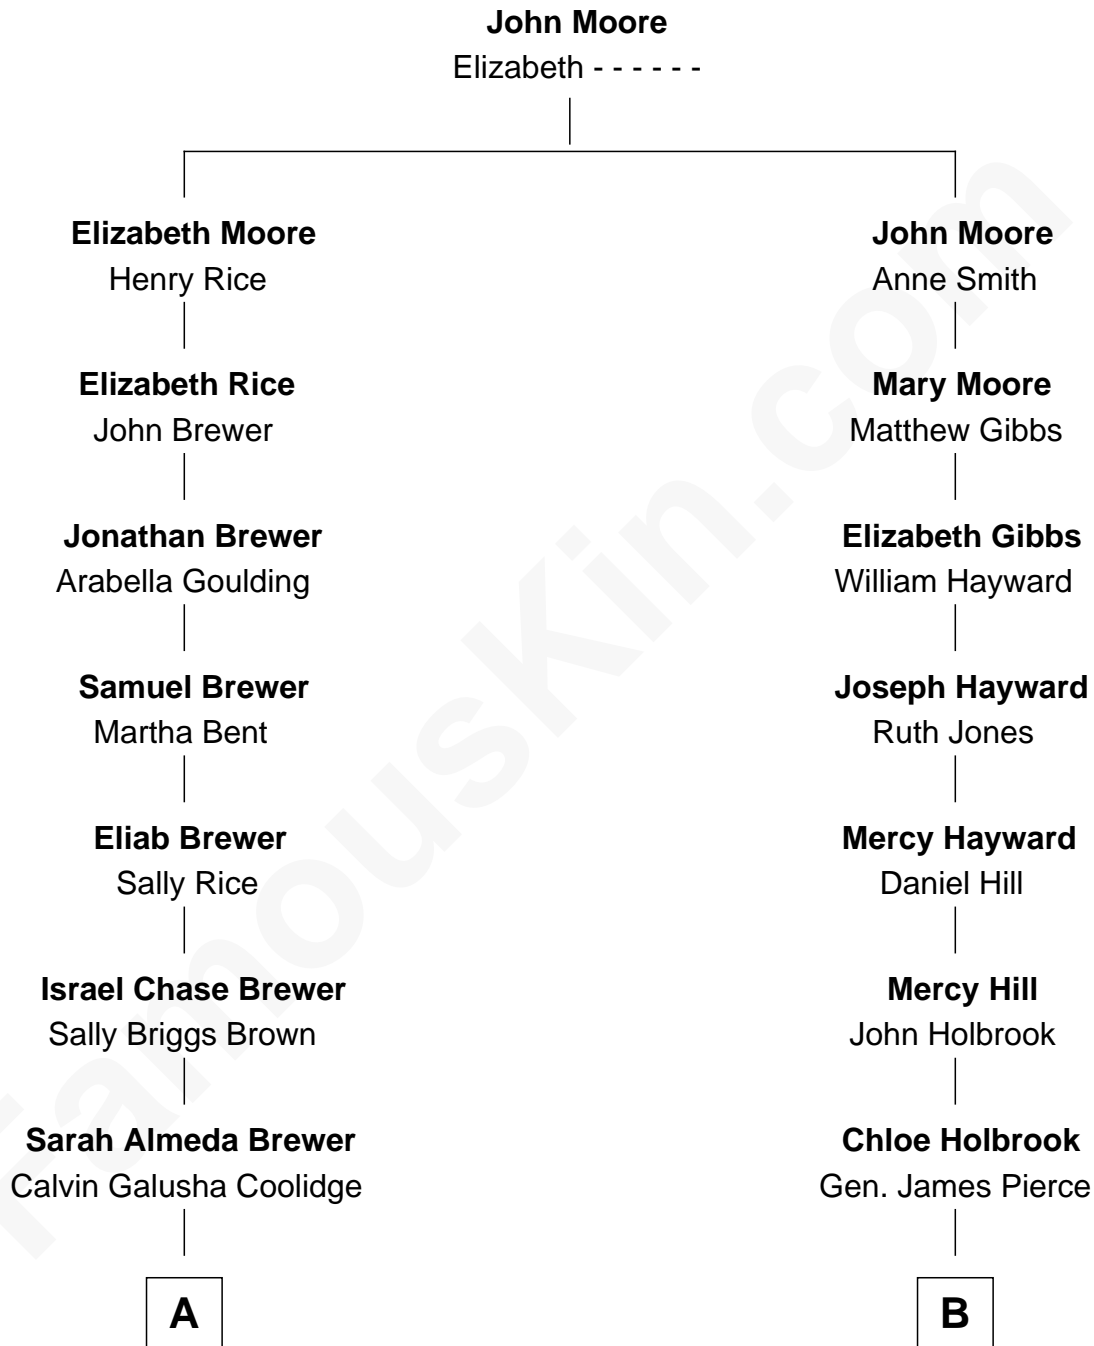 John Moore
Elizabeth - - - - - -
Elizabeth Moore
Henry Rice
John Moore
Anne Smith
Elizabeth Rice
John Brewer
Mary Moore
Matthew Gibbs
Jonathan Brewer
Arabella Goulding
Elizabeth Gibbs
William Hayward
Samuel Brewer
Martha Bent
Joseph Hayward
Ruth Jones
Eliab Brewer
Sally Rice
Mercy Hayward
Daniel Hill
Israel Chase Brewer
Sally Briggs Brown
Mercy Hill
John Holbrook
Sarah Almeda Brewer
Calvin Galusha Coolidge
Chloe Holbrook
Gen. James Pierce
A
B
FamousKin.com